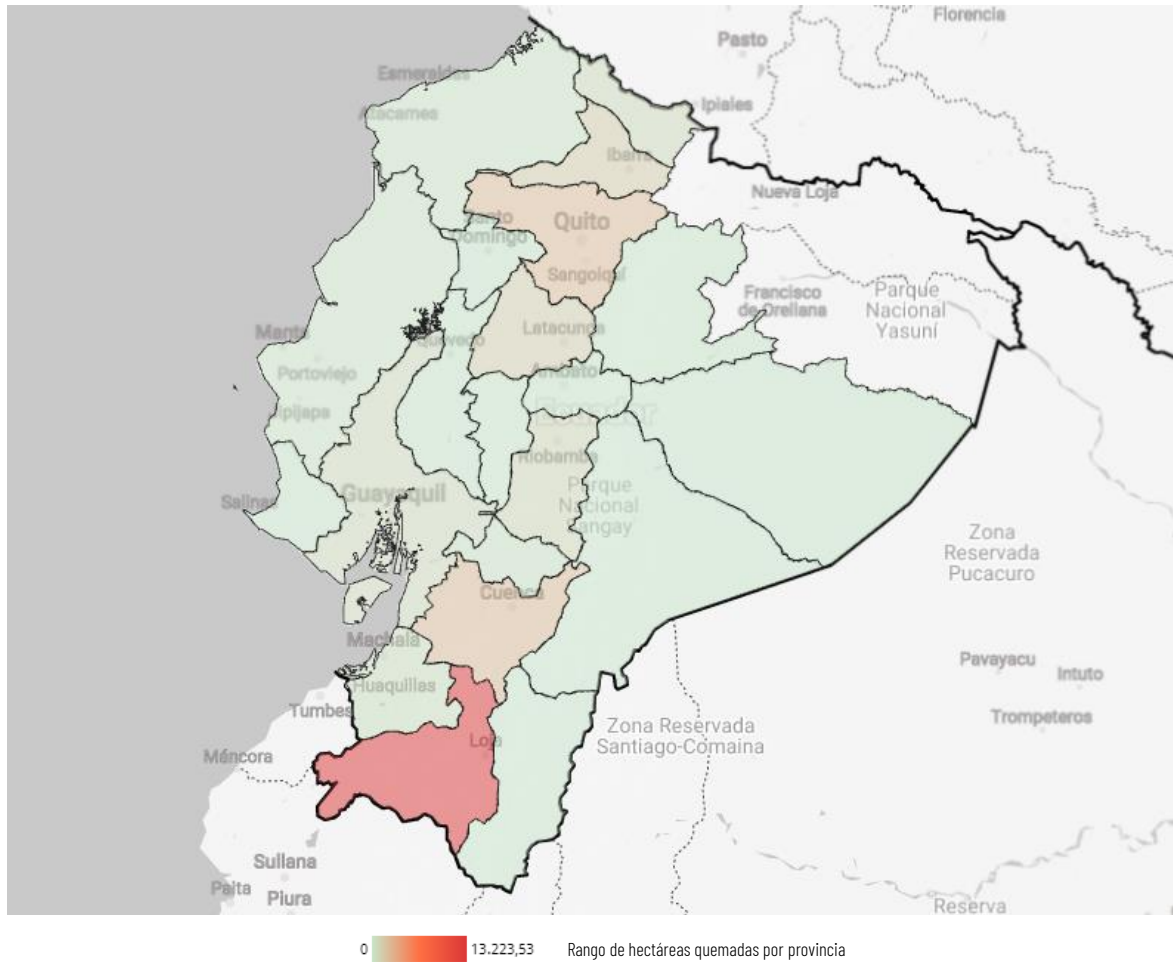 Florencia
Pasto
Esmeraldas
Ipiales
Atacames
Ibarra
Nueva Loja
Santo
Domingo
Quito
Sangolquí
Francisco
de Orellana
Parque
Nacional
Yasuní
Manta
Latacunga
Quevedo
Portoviejo
Ambato
Jipijapa
Ecuador
Riobamba
Salinas
Guayaquil
Parque
Nacional
Sangay
Zona
Reservada
Pucacuro
Cuenca
Machala
Pavayacu
Intuto
Huaquillas
Tumbes
Trompeteros
Zona Reservada
Santiago-Comaina
Loja
Máncora
Sullana
Paita
Piura
Reserva
0 13.223,53 Rango de hectáreas quemadas por provincia